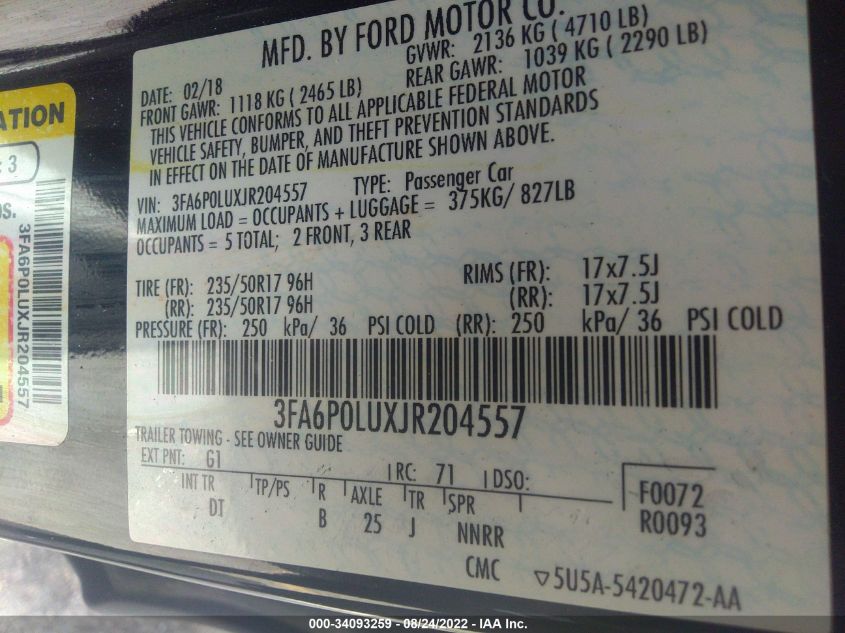 MFD. BY FORD MOTOR CO.
DATE: 02/18 GVWR: 2136 KG ( 4710 LB)
FRONT GAWR: 1118 KG ( 2465 LB) REAR GAWR: 1039 KG ( 2290 LB)
THIS VEHICLE CONFORMS TO ALL APPLICABLE FEDERAL MOTOR
VEHICLE SAFETY, BUMPER, AND THEFT PREVENTION STANDARDS
IN EFFECT ON THE DATE OF MANUFACTURE SHOWN ABOVE.
VIN: 3FA6P0LUXJR204557 TYPE: Passenger Car
MAXIMUM LOAD = OCCUPANTS + LUGGAGE = 375KG/ 827LB
OCCUPANTS = 5 TOTAL; 2 FRONT, 3 REAR
TIRE (FR): 235/50R17 96H RIMS (FR): 17x7.5J
(RR): 235/50R17 96H (RR): 17x7.5J
PRESSURE (FR): 250 kPa/ 36 PSI COLD (RR): 250 kPa/ 36 PSI COLD
3FA6P0LUXJR204557
TRAILER TOWING - SEE OWNER GUIDE
EXT PNT: G1 RC: 71 DSO:
INT TR TP/PS R AXLE TR SPR
DT B 25 J NNRR
F0072
R0093
CMC ▽5U5A-5420472-AA
ATION
: 3
os.
3FA6P0LUXJR204557
000-34093259 - 08/24/2022 - IAA Inc.